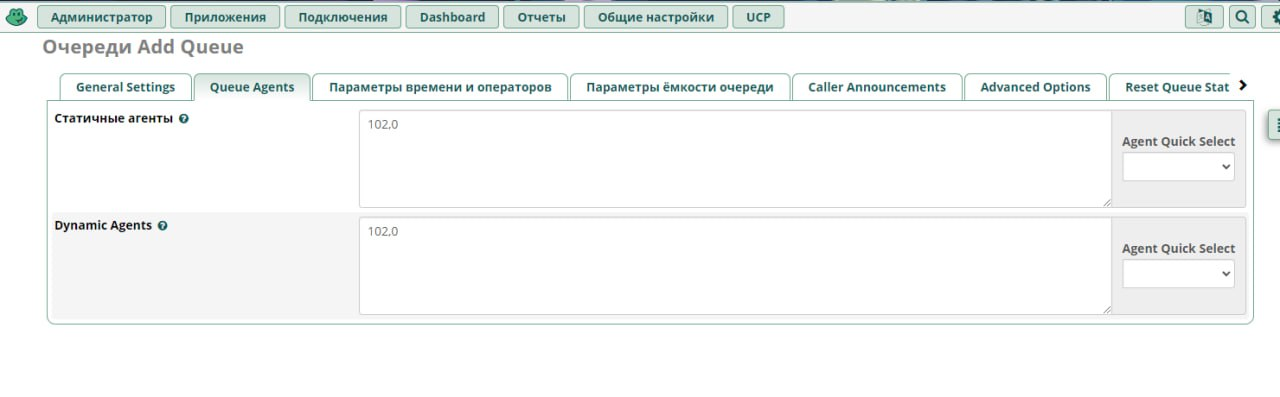 Администратор Приложения Подключения Dashboard Отчеты Общие настройки UCP
Очереди Add Queue
General Settings Queue Agents Параметры времени и операторов Параметры ёмкости очереди Caller Announcements Advanced Options Reset Queue Stat
Статичные агенты
102,0
Agent Quick Select
Dynamic Agents
102,0
Agent Quick Select